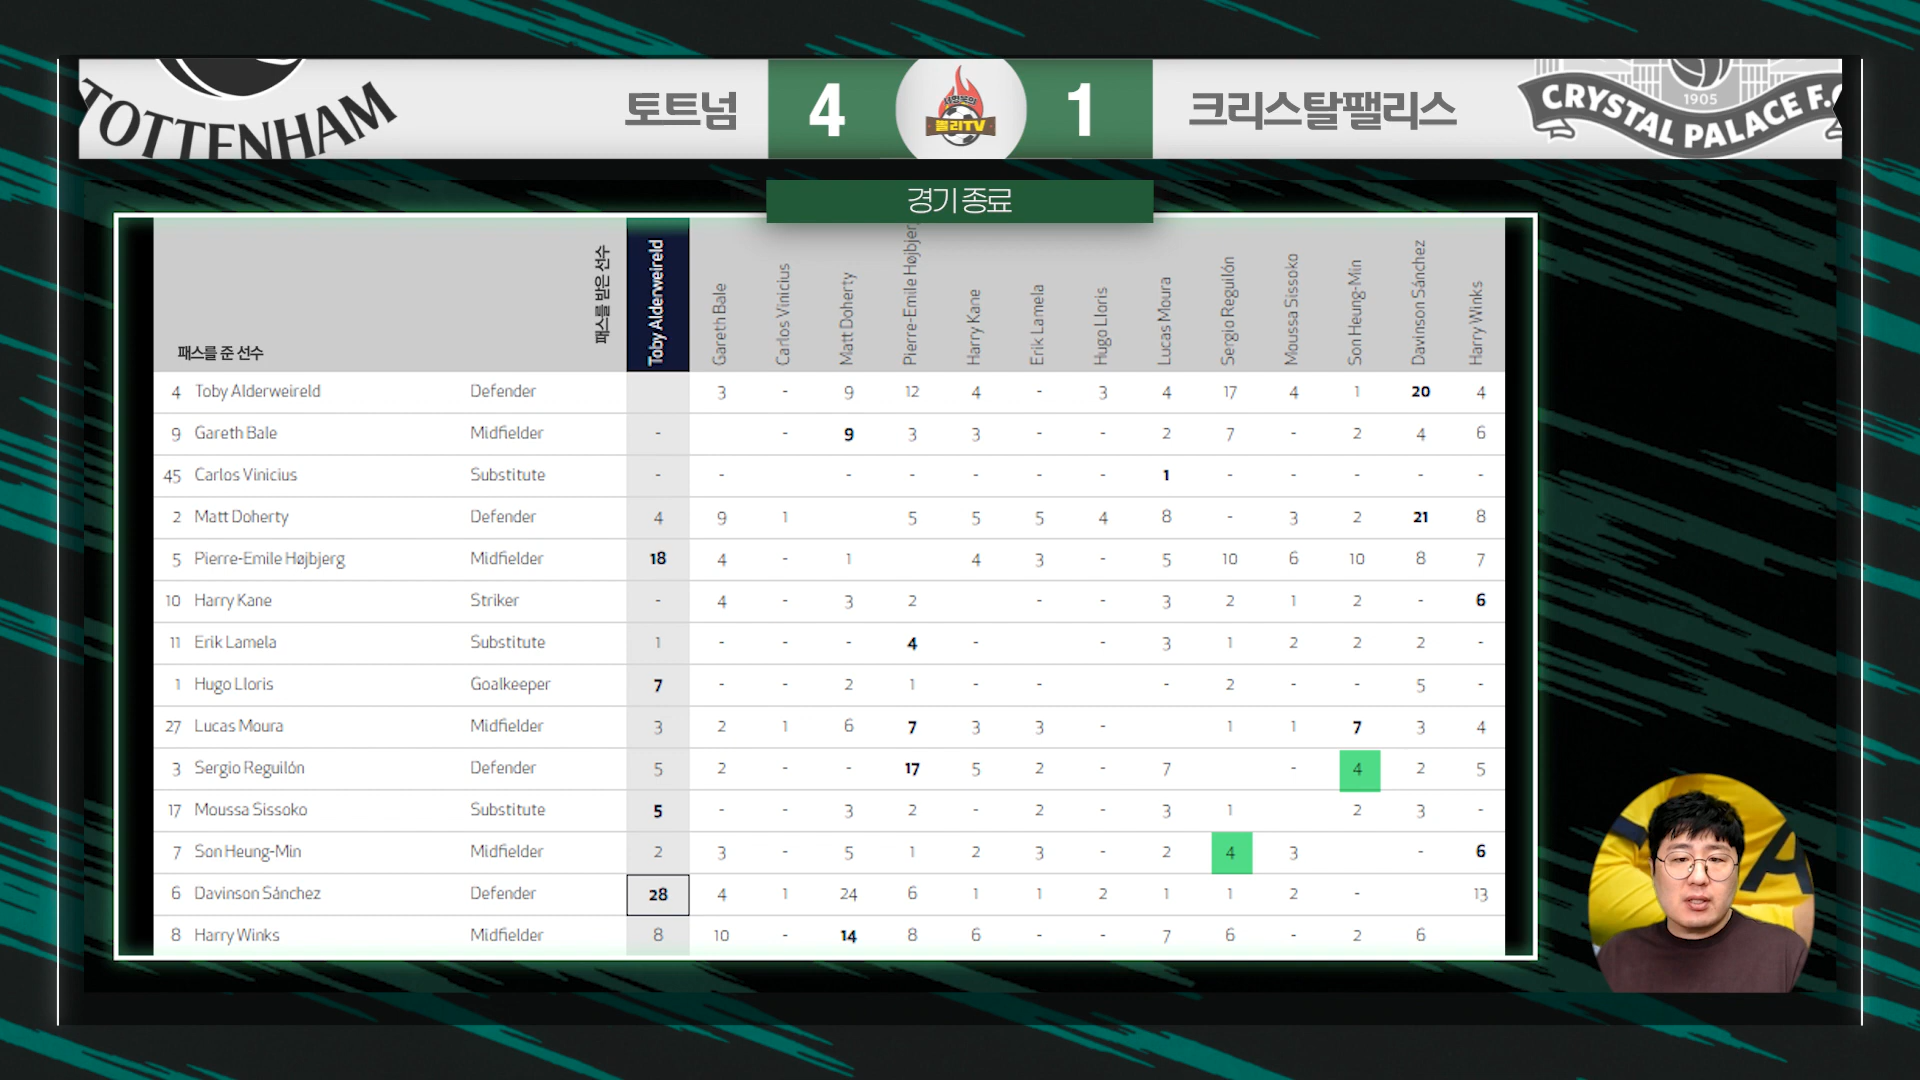 TOTTENHAM
토트넘 4 1 크리스탈팰리스
1905
CRYSTAL PALACE F.C
경기 종료
패스를 받은 선수
패스를 준 선수
Toby Alderweireld Gareth Bale Carlos Vinicius Matt Doherty Pierre-Emile Højbjer Harry Kane Erik Lamela Hugo Lloris Lucas Moura Sergio Reguilón Moussa Sissoko Son Heung-Min Davinson Sánchez Harry Winks
4 Toby Alderweireld Defender 3 - 9 12 4 - 3 4 17 4 1 20 4
9 Gareth Bale Midfielder - - 9 3 3 - - 2 7 - 2 4 6
45 Carlos Vinicius Substitute - - - - - - - 1 - - - - -
2 Matt Doherty Defender 4 9 1 5 5 5 4 8 - 3 2 21 8
5 Pierre-Emile Højbjerg Midfielder 18 4 - 1 4 3 - 5 10 6 10 8 7
10 Harry Kane Striker - 4 - 3 2 - - 3 2 1 2 - 6
11 Erik Lamela Substitute 1 - - - 4 - - 3 1 2 2 2 -
1 Hugo Lloris Goalkeeper 7 - - 2 1 - - - 2 - - 5 -
27 Lucas Moura Midfielder 3 2 1 6 7 3 3 - 1 1 7 3 4
3 Sergio Reguilón Defender 5 2 - - 17 5 2 - 7 - 4 2 5
17 Moussa Sissoko Substitute 5 - - 3 2 - 2 - 3 1 2 3 -
7 Son Heung-Min Midfielder 2 3 - 5 1 2 3 - 2 4 3 - 6
6 Davinson Sánchez Defender 28 4 1 24 6 1 1 2 1 1 2 - 13
8 Harry Winks Midfielder 8 10 - 14 8 6 - - 7 6 - 2 6